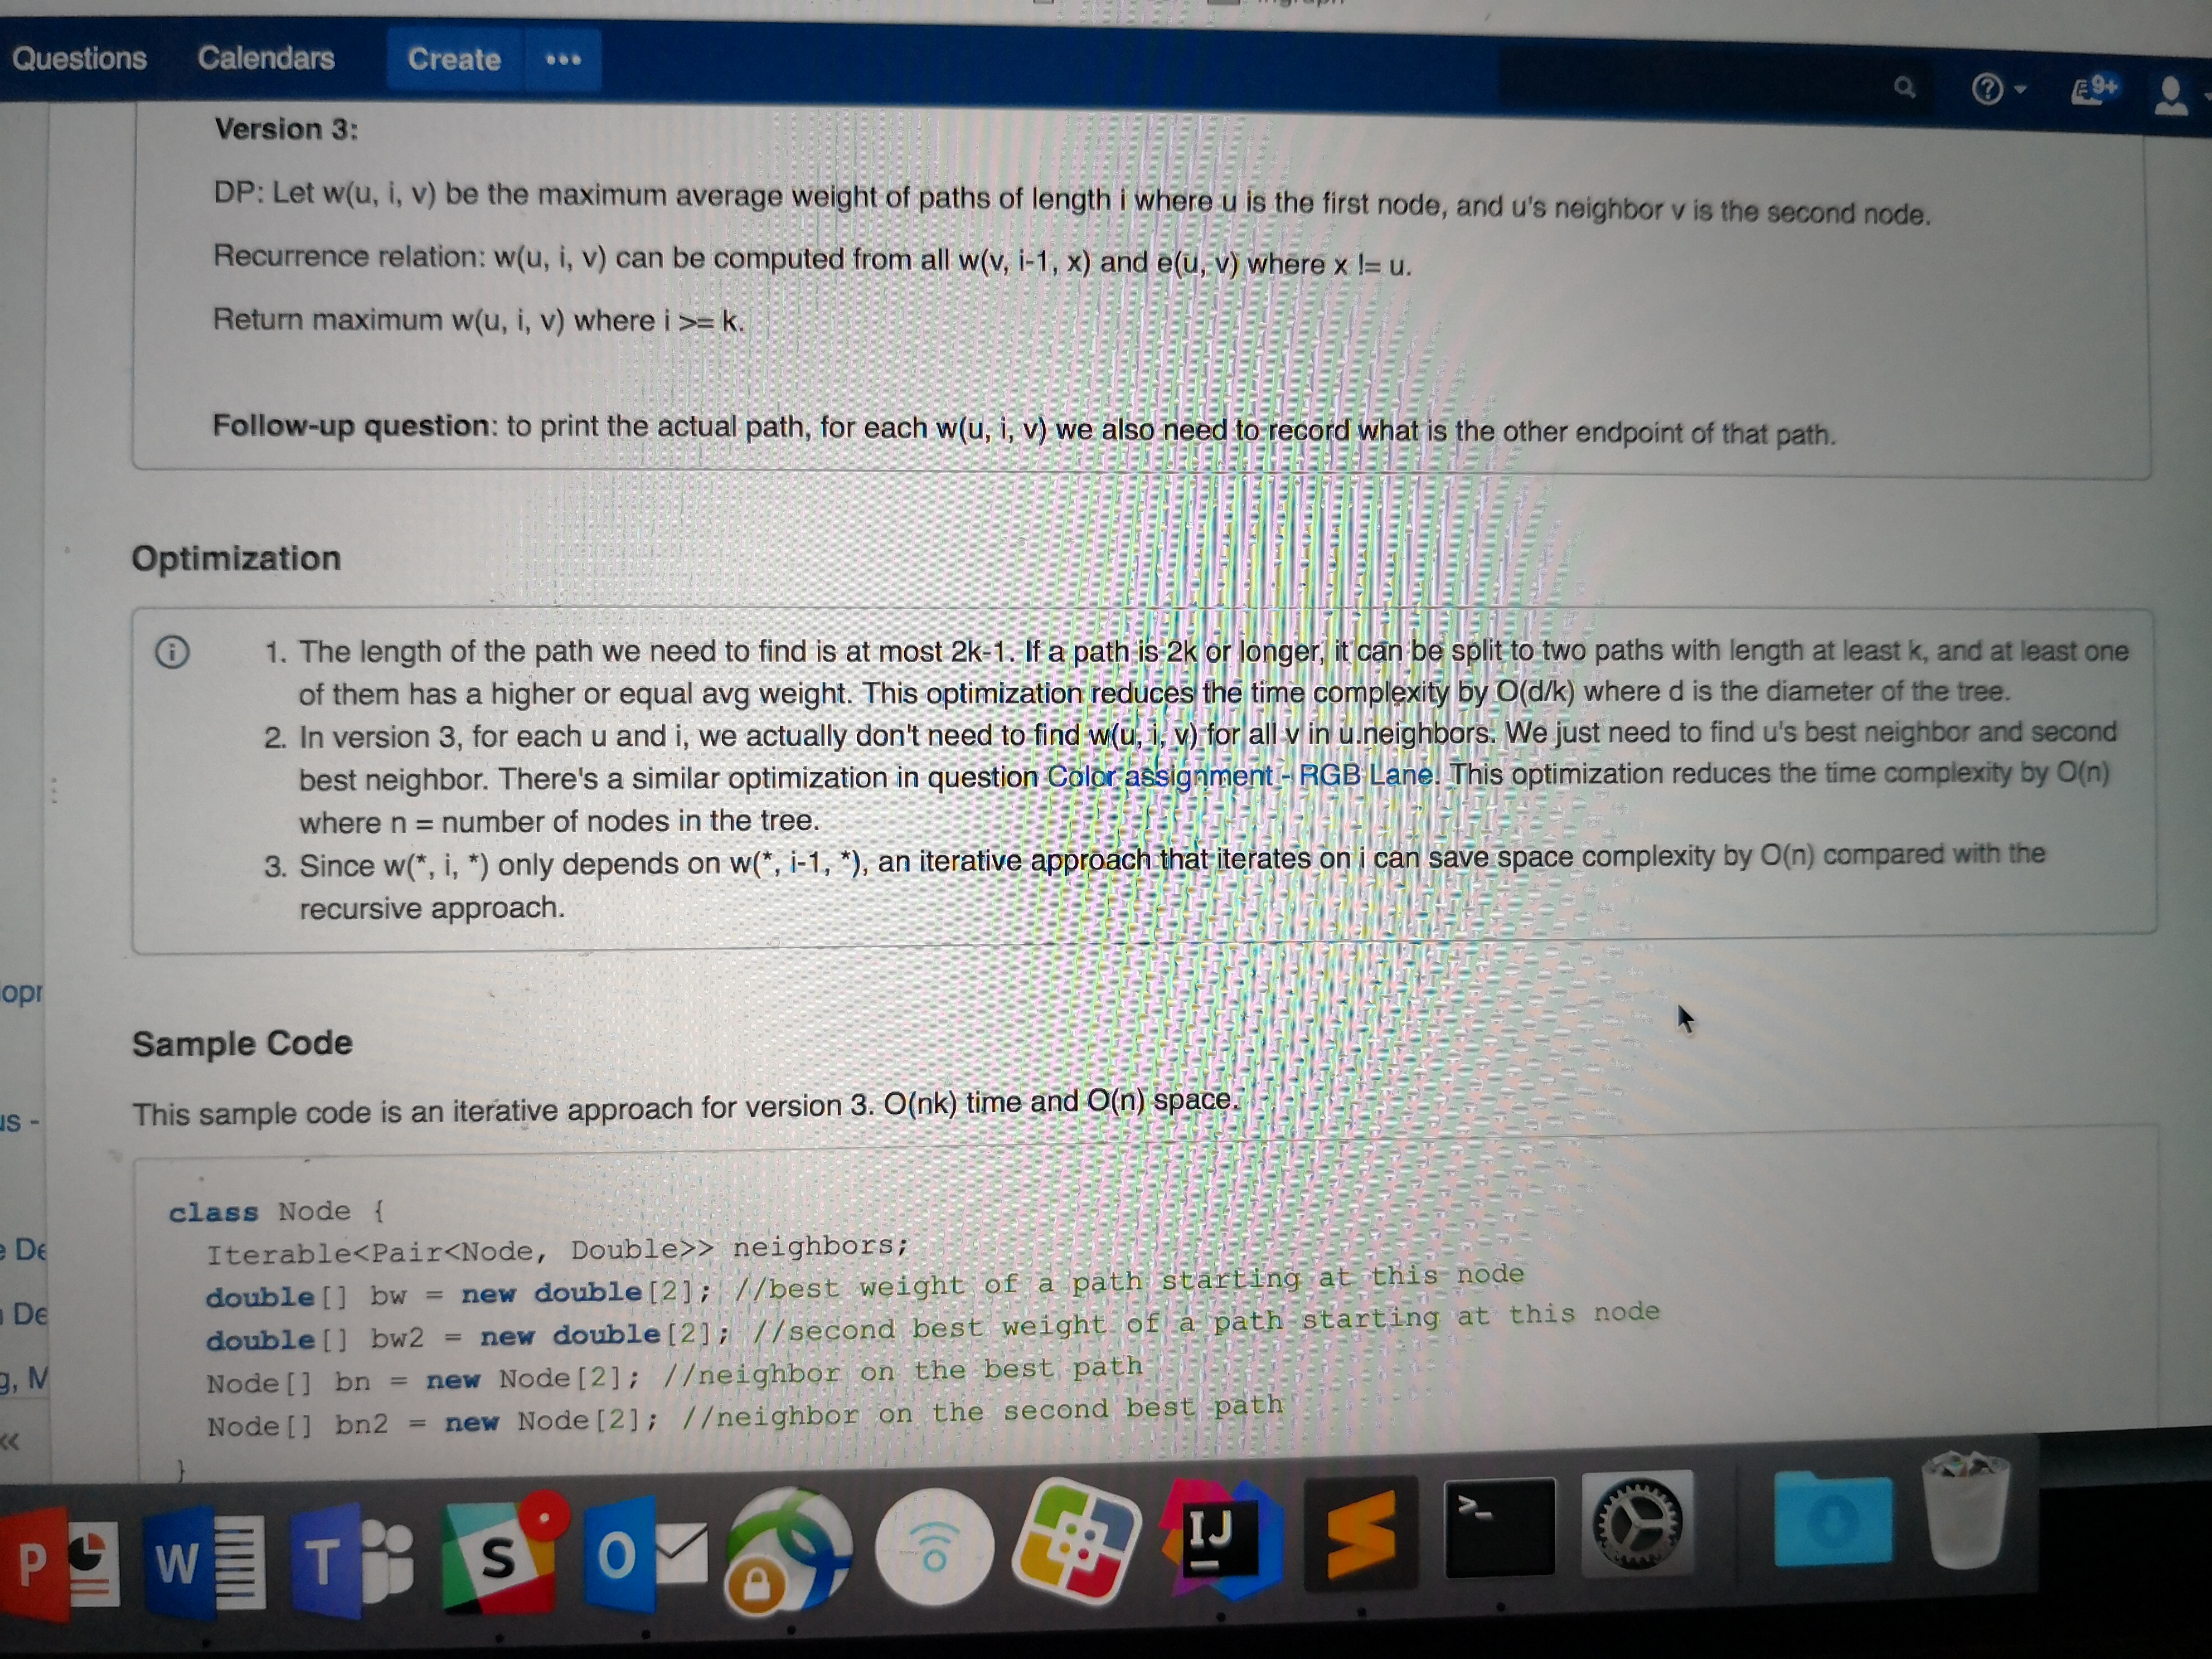 Questions Calendars Create
9+
Version 3:
DP: Let w(u, i, v) be the maximum average weight of paths of length i where u is the first node, and u's neighbor v is the second node.
Recurrence relation: w(u, i, v) can be computed from all w(v, i-1, x) and e(u, v) where x != u.
Return maximum w(u, i, v) where i >= k.
Follow-up question: to print the actual path, for each w(u, i, v) we also need to record what is the other endpoint of that path.
Optimization
1. The length of the path we need to find is at most 2k-1. If a path is 2k or longer, it can be split to two paths with length at least k, and at least one
of them has a higher or equal avg weight. This optimization reduces the time complexity by O(d/k) where d is the diameter of the tree.
2. In version 3, for each u and i, we actually don't need to find w(u, i, v) for all v in u.neighbors. We just need to find u's best neighbor and second
best neighbor. There's a similar optimization in question Color assignment - RGB Lane. This optimization reduces the time complexity by O(n)
where n = number of nodes in the tree.
3. Since w(*, i, *) only depends on w(*, i-1, *), an iterative approach that iterates on i can save space complexity by O(n) compared with the
recursive approach.
Sample Code
This sample code is an iterative approach for version 3. O(nk) time and O(n) space.
class Node {
Iterable<Pair<Node, Double>> neighbors;
double[] bw = new double[2]; //best weight of a path starting at this node
double[] bw2 = new double[2]; //second best weight of a path starting at this node
Node[] bn = new Node[2]; //neighbor on the best path
Node[] bn2 = new Node[2]; //neighbor on the second best path
}
P W T S O IJ >_